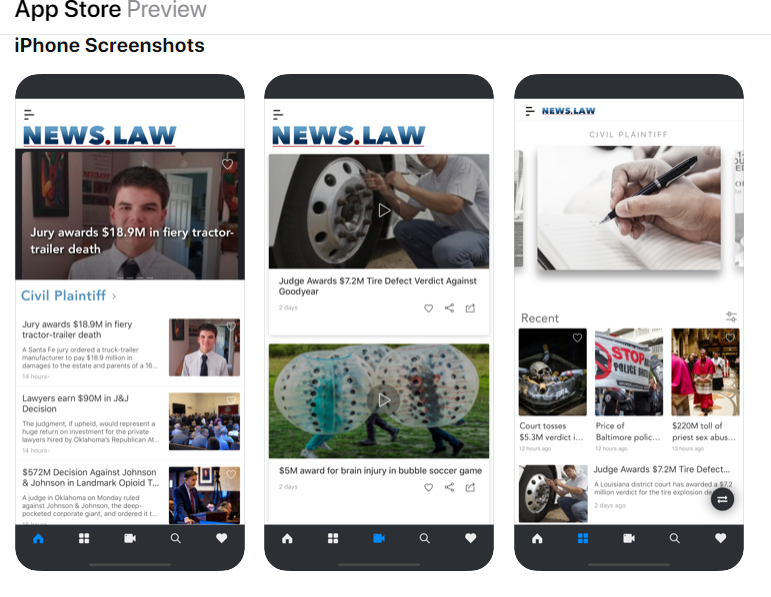 App Store Preview
iPhone Screenshots
NEWS.LAW
Jury awards $18.9M in fiery tractor-
trailer death
Civil Plaintiff ›
Jury awards $18.9M in fiery
tractor-trailer death
A Santa Fe jury ordered a truck-trailer
manufacturer to pay $18.9 million in
damages to the estate and parents of a 16...
14 hours
Lawyers earn $90M in J&J
Decision
The judgment, if upheld, would represent a
huge return on investment for the private
lawyers hired by Oklahoma's Republican At...
14 hours
$572M Decision Against Johnson
& Johnson in Landmark Opioid T...
A judge in Oklahoma on Monday ruled
against Johnson & Johnson, the deep-
pocketed corporate giant, and ordered it t...
NEWS.LAW
Judge Awards $7.2M Tire Defect Verdict Against
Goodyear
2 days
$5M award for brain injury in bubble soccer game
2 days
NEWS.LAW
CIVIL PLAINTIFF
Recent
STOP
POLICE
Court tosses
$5.3M verdict i...
12 hours ago
Price of
Baltimore polic...
12 hours ago
$220M toll of
priest sex abus...
13 hours ago
Judge Awards $7.2M Tire Defect...
A Louisiana district court has awarded a $7.2
million verdict for the tire explosion
2 days ago